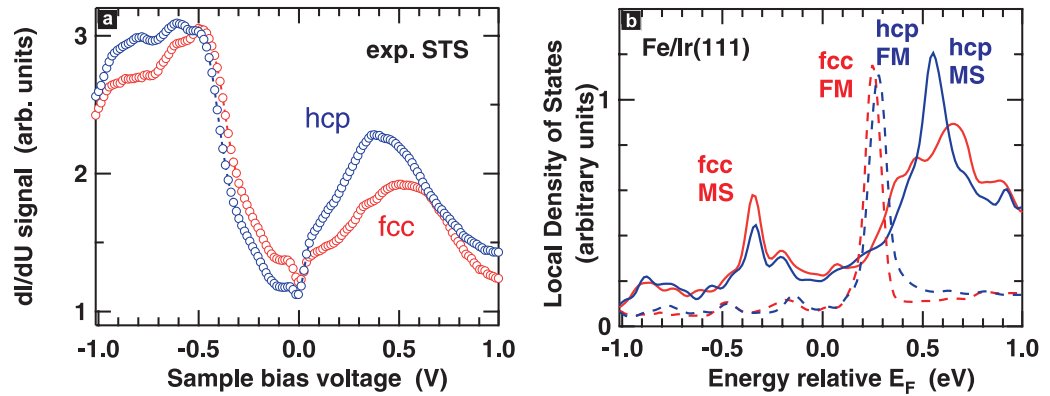 a
exp. STS
hcp
fcc
dI/dU signal (arb. units)
3
2
1
-1.0 -0.5 0.0 0.5 1.0
Sample bias voltage (V)
b
Fe/Ir(111)
fcc
FM
hcp
FM
hcp
MS
fcc
MS
Local Density of States
(arbitrary units)
1
0
-1.0 -0.5 0.0 0.5 1.0
Energy relative E_F (eV)